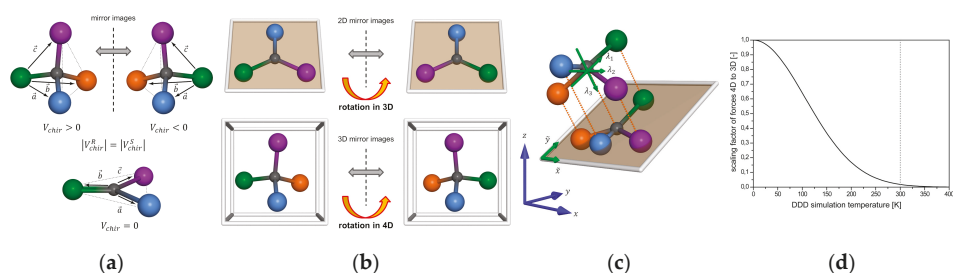 mirror images
c⃗
c⃗
b⃗
b⃗
a⃗
a⃗
V_chir > 0
V_chir < 0
|V^R_chir| = |V^S_chir|
b⃗
c⃗
a⃗
V_chir = 0
(a)
2D mirror images
rotation in 3D
3D mirror images
rotation in 4D
(b)
λ₁
λ₂
λ₃
z
ỹ
x̃
y
x
(c)
scaling factor of forces 4D to 3D [-]
1,0
0,9
0,8
0,7
0,6
0,5
0,4
0,3
0,2
0,1
0,0
0 50 100 150 200 250 300 350 400
DDD simulation temperature [K]
(d)